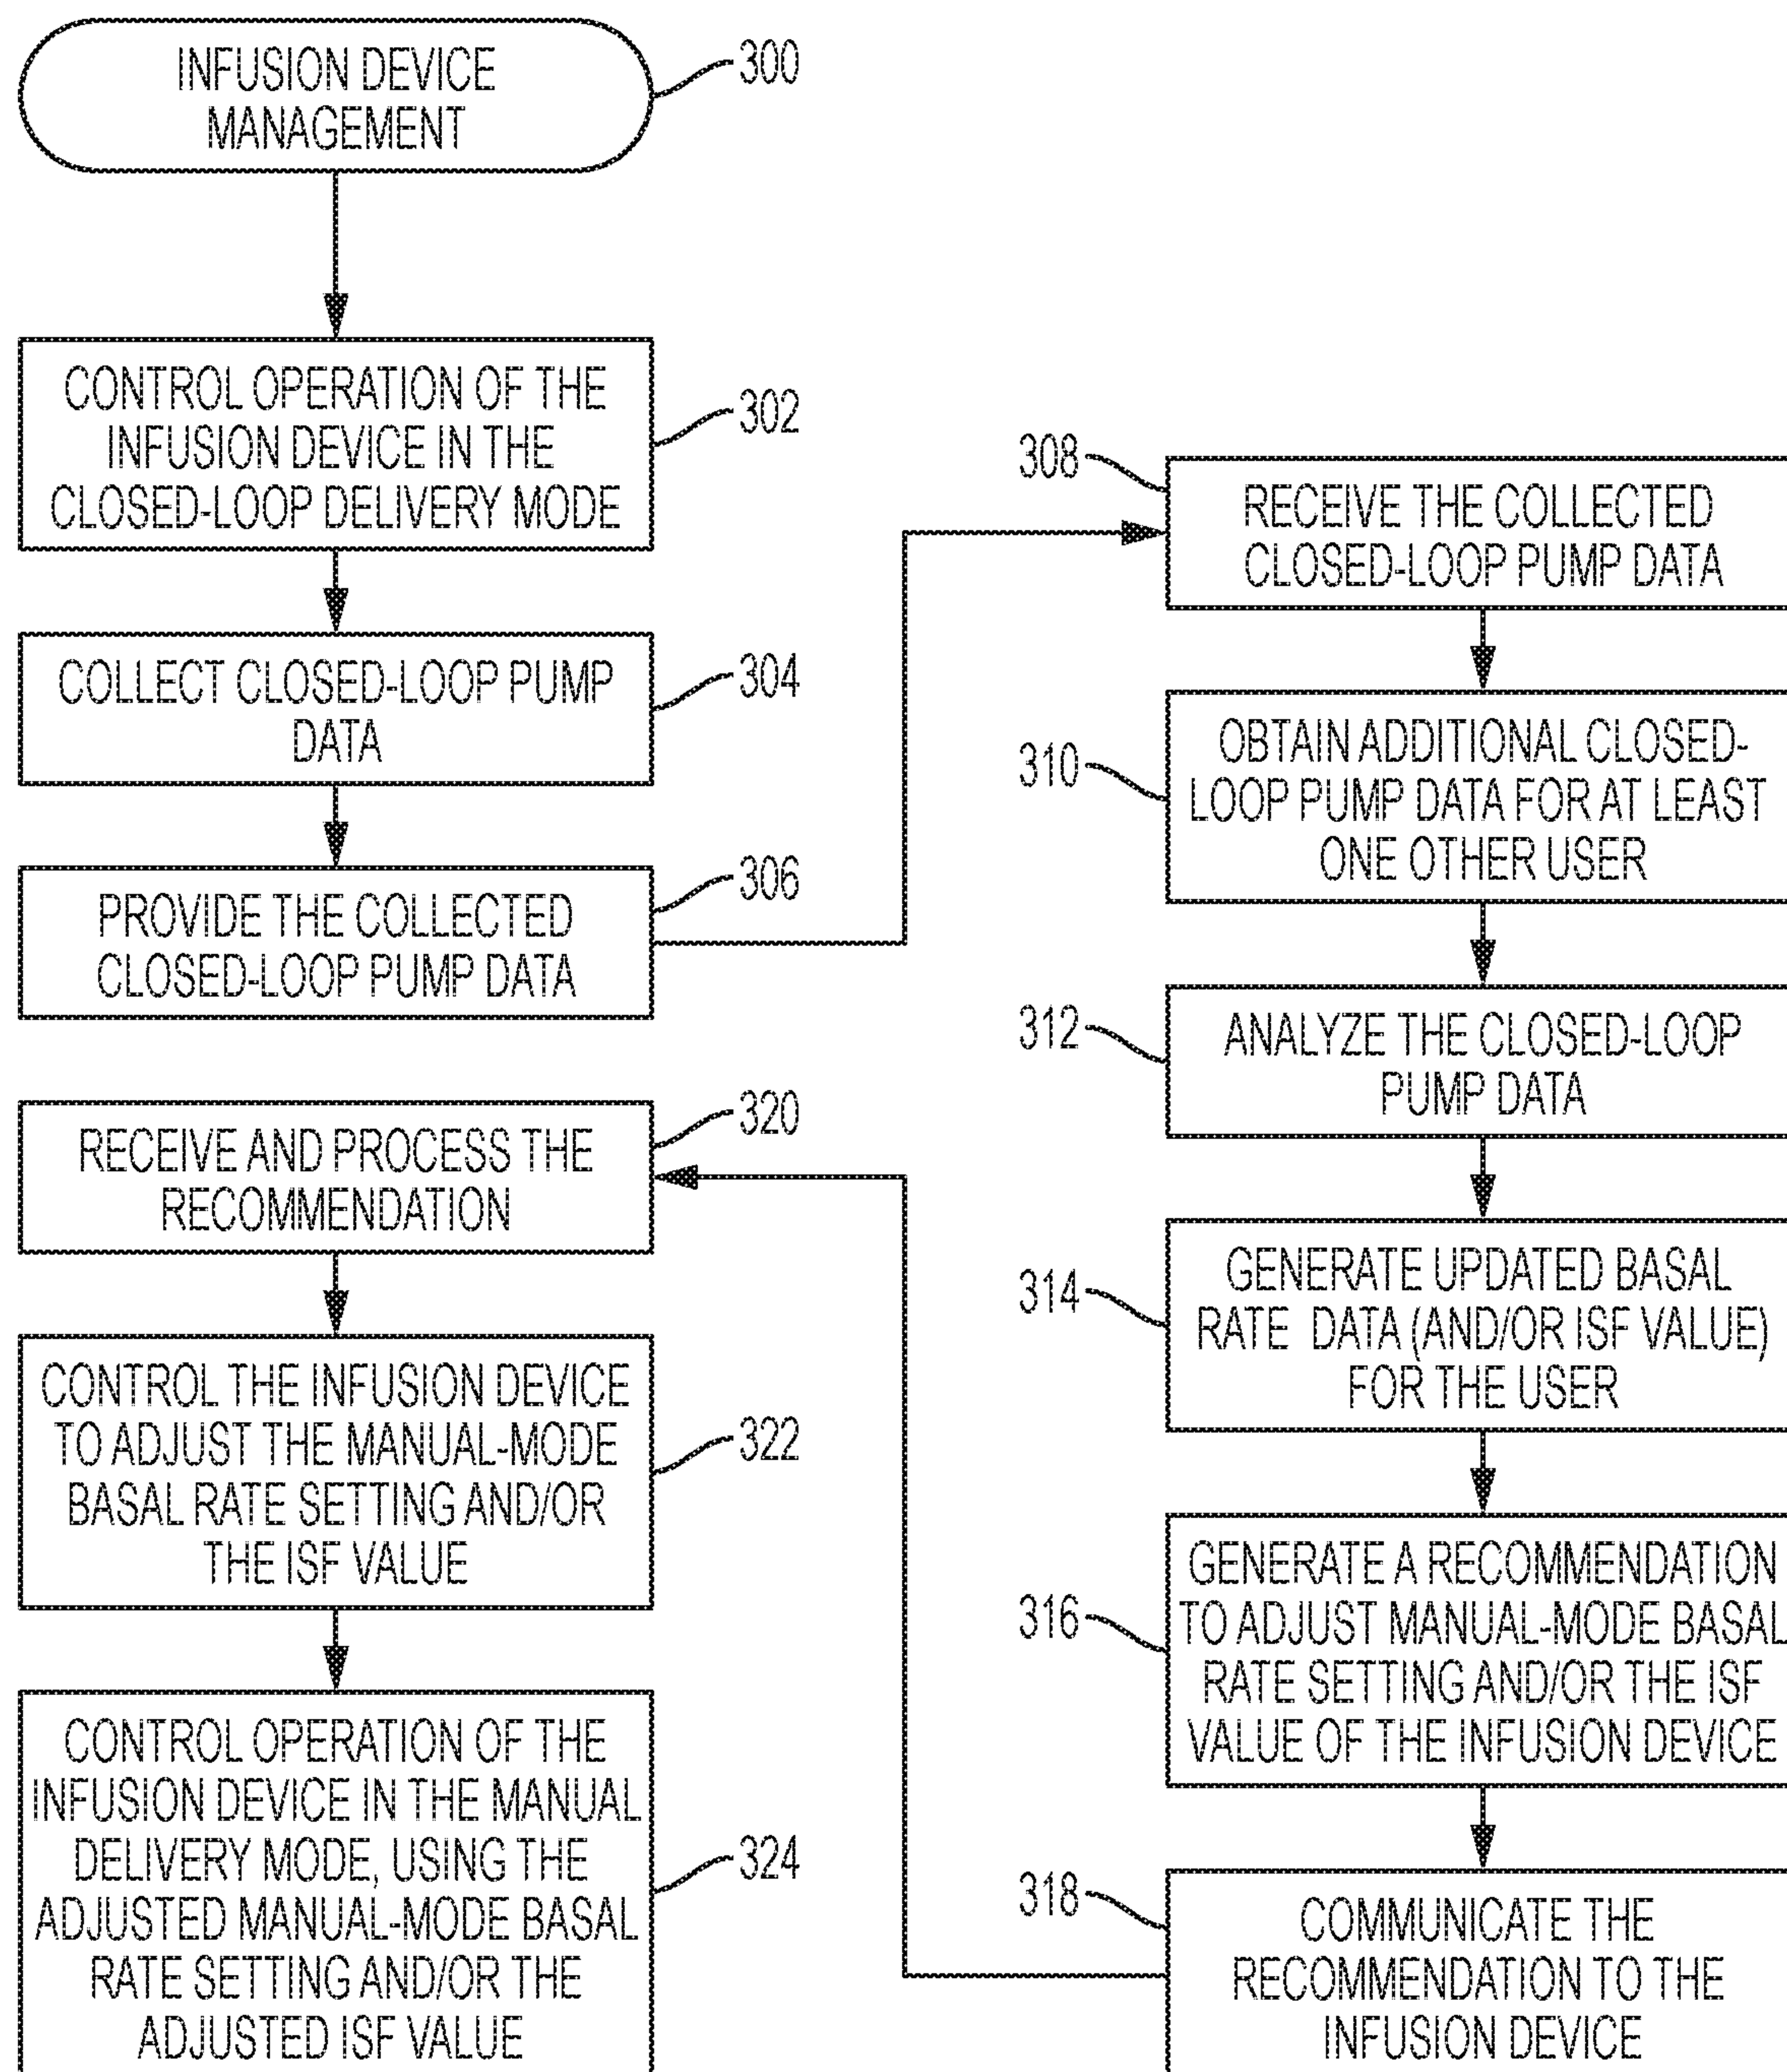 INFUSION DEVICE
MANAGEMENT
300
CONTROL OPERATION OF THE
INFUSION DEVICE IN THE
CLOSED-LOOP DELIVERY MODE
302
COLLECT CLOSED-LOOP PUMP
DATA
304
PROVIDE THE COLLECTED
CLOSED-LOOP PUMP DATA
306
308
RECEIVE THE COLLECTED
CLOSED-LOOP PUMP DATA
310
OBTAIN ADDITIONAL CLOSED-
LOOP PUMP DATA FOR AT LEAST
ONE OTHER USER
312
ANALYZE THE CLOSED-LOOP
PUMP DATA
314
GENERATE UPDATED BASAL
RATE DATA (AND/OR ISF VALUE)
FOR THE USER
316
GENERATE A RECOMMENDATION
TO ADJUST MANUAL-MODE BASAL
RATE SETTING AND/OR THE ISF
VALUE OF THE INFUSION DEVICE
318
COMMUNICATE THE
RECOMMENDATION TO THE
INFUSION DEVICE
RECEIVE AND PROCESS THE
RECOMMENDATION
320
CONTROL THE INFUSION DEVICE
TO ADJUST THE MANUAL-MODE
BASAL RATE SETTING AND/OR
THE ISF VALUE
322
CONTROL OPERATION OF THE
INFUSION DEVICE IN THE MANUAL
DELIVERY MODE, USING THE
ADJUSTED MANUAL-MODE BASAL
RATE SETTING AND/OR THE
ADJUSTED ISF VALUE
324